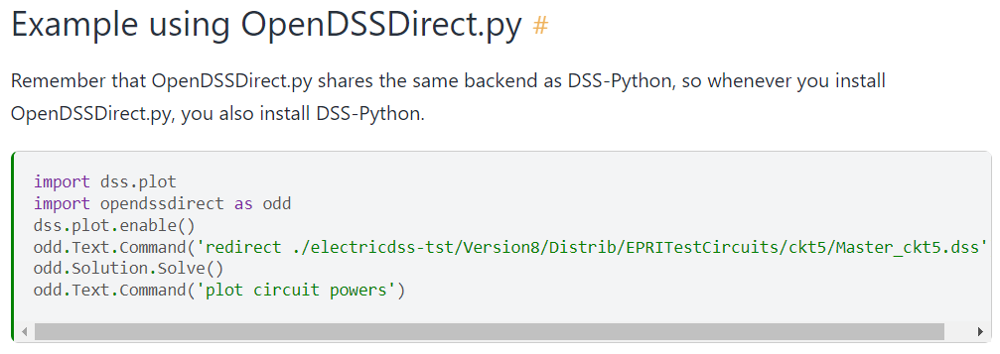 Example using OpenDSSDirect.py #
Remember that OpenDSSDirect.py shares the same backend as DSS-Python, so whenever you install
OpenDSSDirect.py, you also install DSS-Python.
import dss.plot
import opendssdirect as odd
dss.plot.enable()
odd.Text.Command('redirect ./electricdss-tst/Version8/Distrib/EPRITestCircuits/ckt5/Master_ckt5.dss'
odd.Solution.Solve()
odd.Text.Command('plot circuit powers')